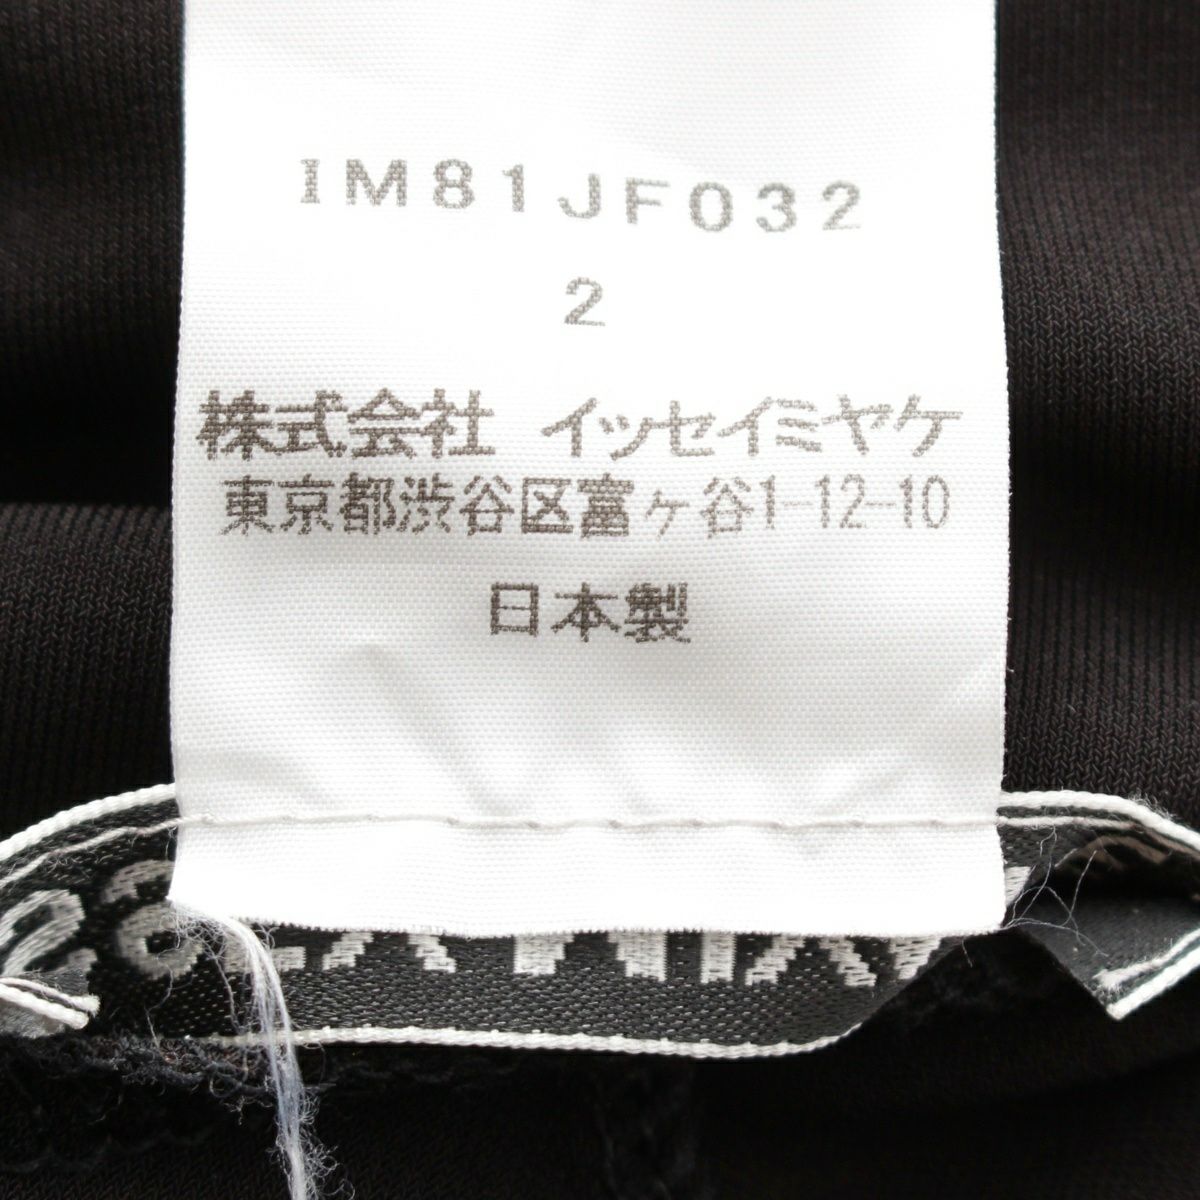 IM81JF032
2
株式会社 イッセイミヤケ
東京都渋谷区富ヶ谷1-12-10
日本製